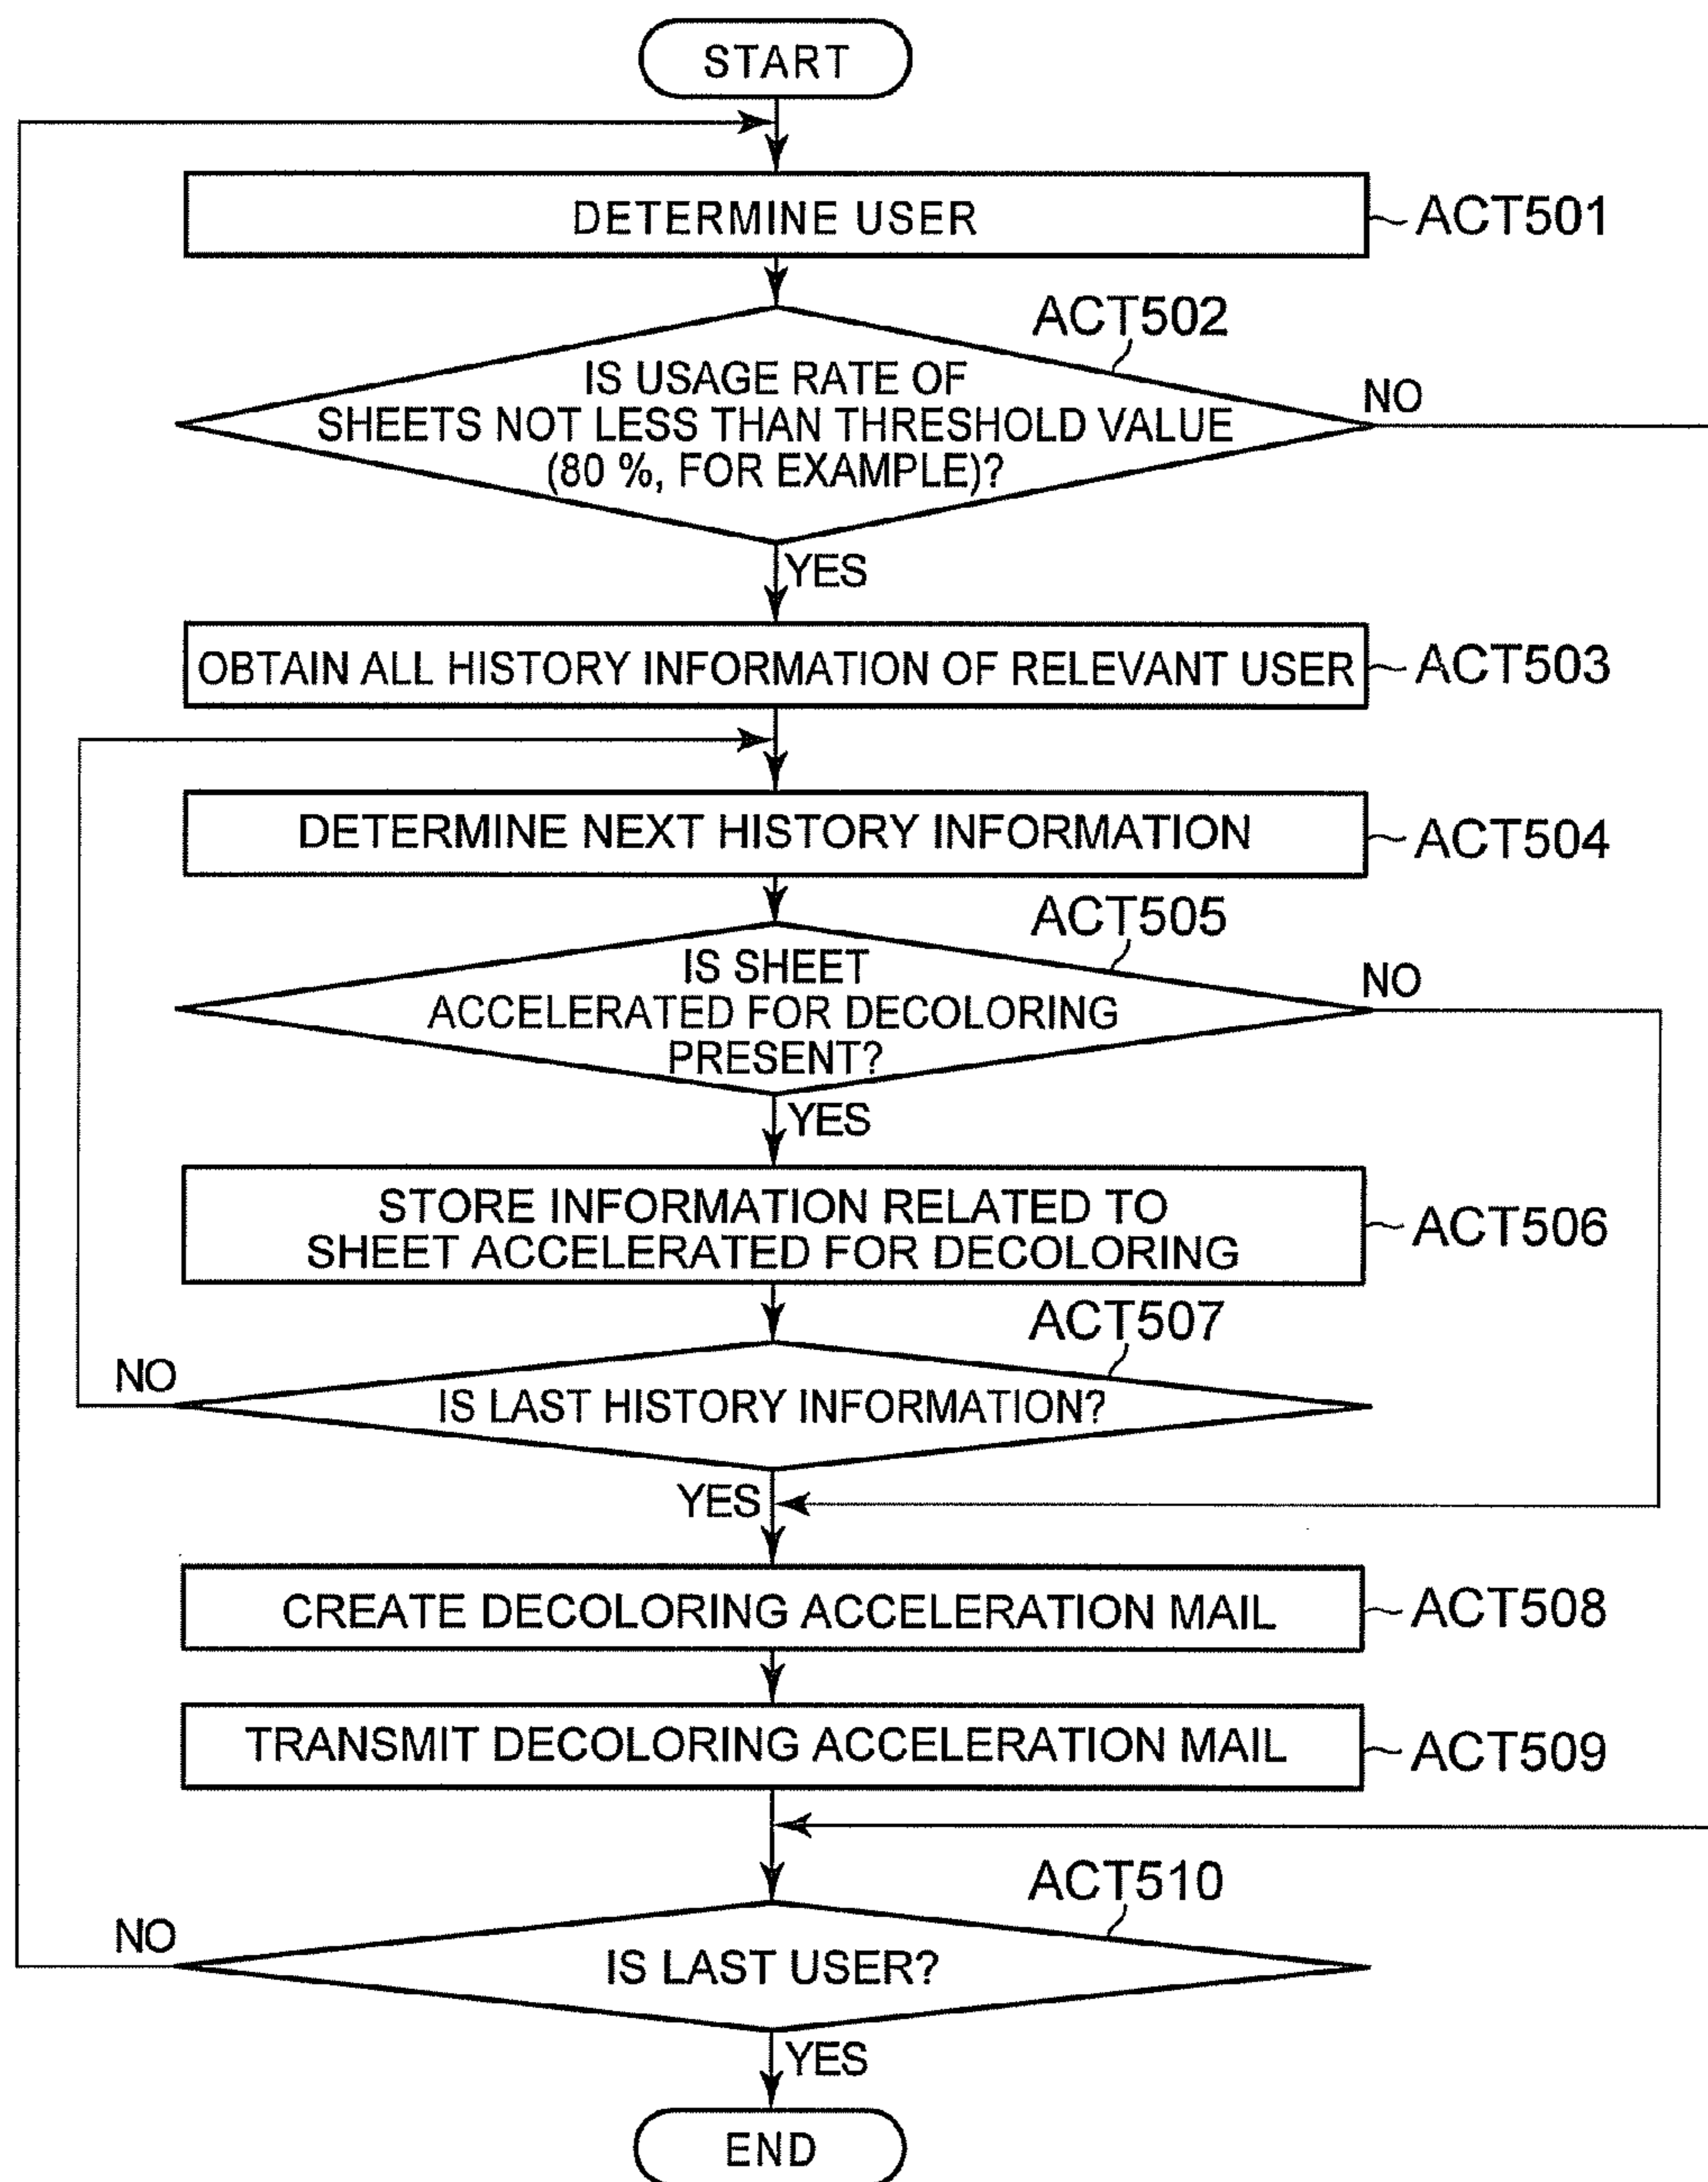 START
DETERMINE USER
ACT501
ACT502
IS USAGE RATE OF
SHEETS NOT LESS THAN THRESHOLD VALUE
(80 %, FOR EXAMPLE)?
NO
YES
OBTAIN ALL HISTORY INFORMATION OF RELEVANT USER
ACT503
DETERMINE NEXT HISTORY INFORMATION
ACT504
ACT505
IS SHEET
ACCELERATED FOR DECOLORING
PRESENT?
NO
YES
STORE INFORMATION RELATED TO
SHEET ACCELERATED FOR DECOLORING
ACT506
ACT507
NO
IS LAST HISTORY INFORMATION?
YES
CREATE DECOLORING ACCELERATION MAIL
ACT508
TRANSMIT DECOLORING ACCELERATION MAIL
ACT509
ACT510
NO
IS LAST USER?
YES
END